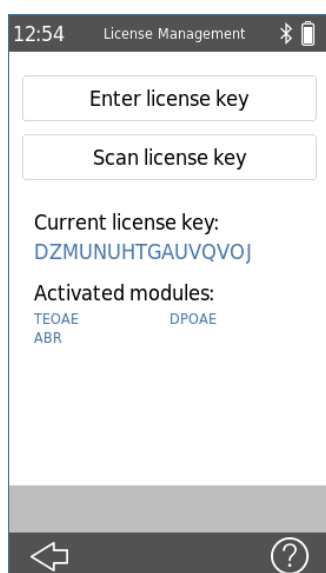 12:54 License Management
Enter license key
Scan license key
Current license key:
DZMUNUHTGAUVQVOJ
Activated modules:
TEOAE DPOAE
ABR
?